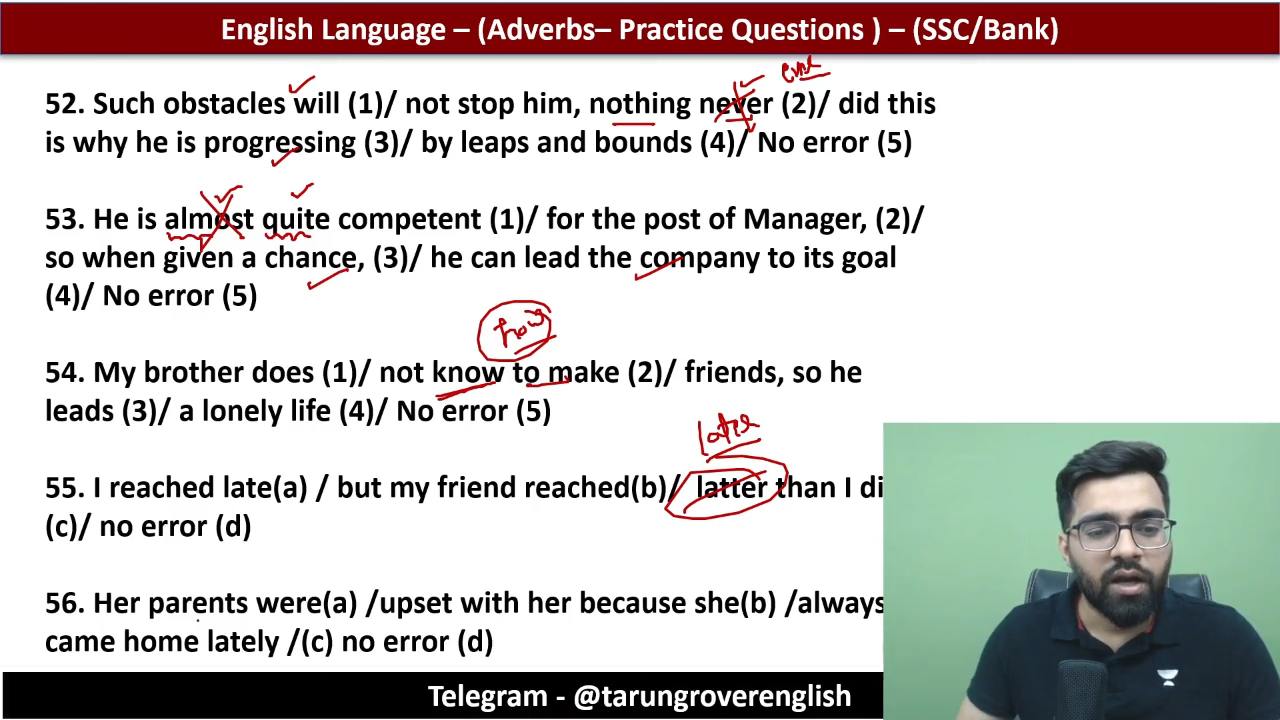 English Language – (Adverbs– Practice Questions ) – (SSC/Bank)
ever
52. Such obstacles will (1)/ not stop him, nothing never (2)/ did this
is why he is progressing (3)/ by leaps and bounds (4)/ No error (5)
53. He is almost quite competent (1)/ for the post of Manager, (2)/
so when given a chance, (3)/ he can lead the company to its goal
(4)/ No error (5)
how
54. My brother does (1)/ not know to make (2)/ friends, so he
leads (3)/ a lonely life (4)/ No error (5)
later
55. I reached late(a) / but my friend reached(b)/ latter than I di
(c)/ no error (d)
56. Her parents were(a) /upset with her because she(b) /always
came home lately /(c) no error (d)
Telegram - @tarungroverenglish